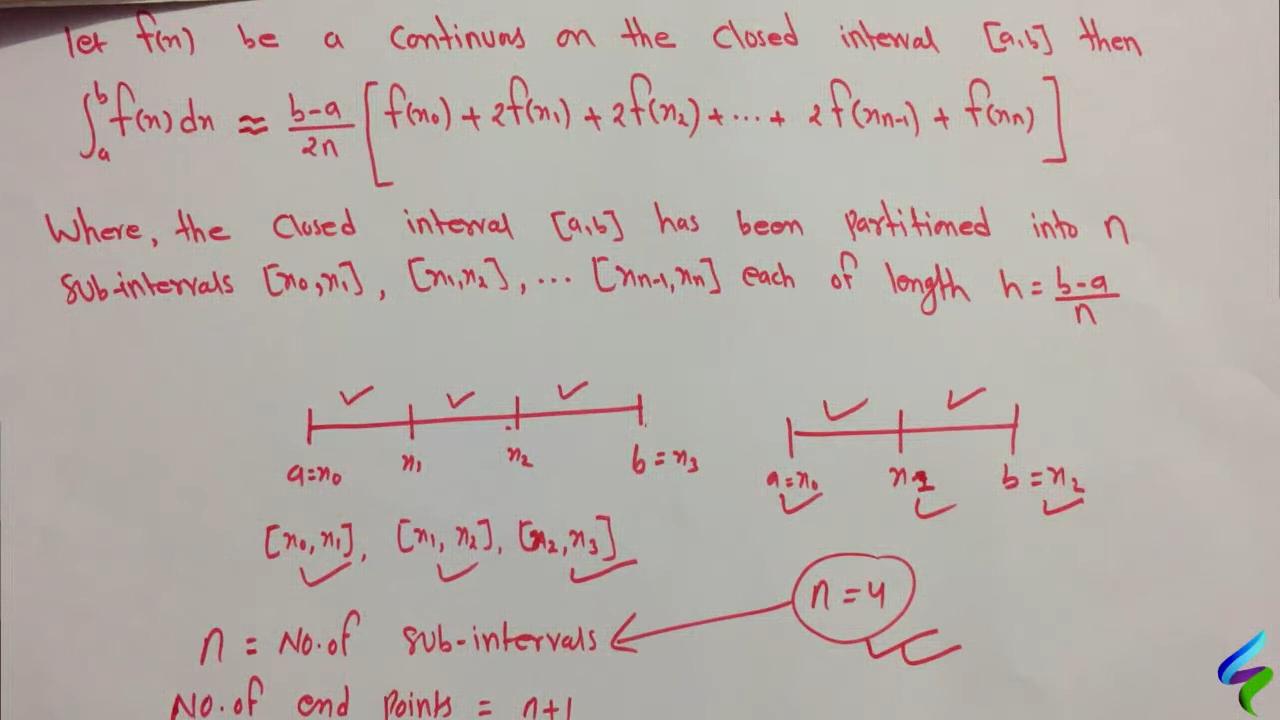 let f(x) be a continuous on the closed interval [a,b] then
∫_a^b f(x) dx ≈ b-a/2n [f(x0) + 2f(x1) + 2f(x2) + ... + 2f(xn-1) + f(xn)]
Where, the closed interval [a,b] has been partitioned into n
sub-intervals [x0,x1], [x1,x2], ... [xn-1,xn] each of length h = b-a/n
a=x0 x1 x2 b=x3
a=x0 x1 b=x2
[x0,x1], [x1,x2], [x2,x3]
n=4
n = No.of sub-intervals
No.of end points = n+1